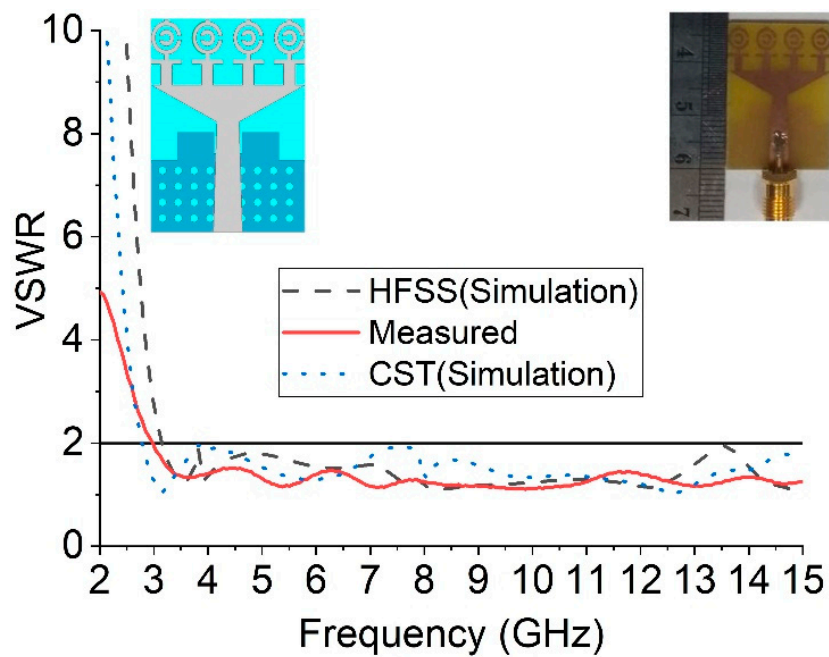 10
8
6
4
2
0
VSWR
HFSS(Simulation)
Measured
CST(Simulation)
2 3 4 5 6 7 8 9 10 11 12 13 14 15
Frequency (GHz)
4
5
6
7